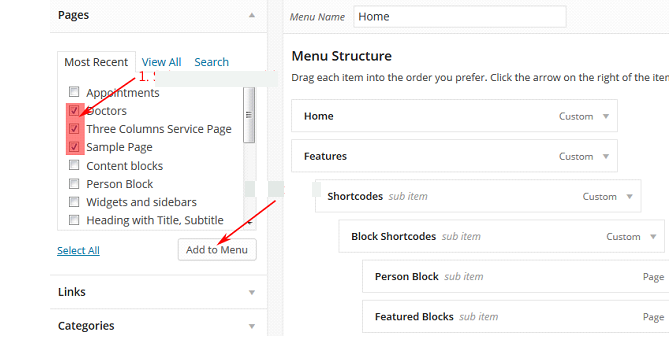 Pages
Most Recent View All Search
1.
Appointments
Doctors
Three Columns Service Page
Sample Page
Content blocks
Person Block
Widgets and sidebars
Heading with Title, Subtitle
Select All
Add to Menu
Links
Categories
Menu Name Home
Menu Structure
Drag each item into the order you prefer. Click the arrow on the right of the
Home Custom
Features Custom
Shortcodes sub item Custom
Block Shortcodes sub item Custom
Person Block sub item Page
Featured Blocks sub item Page